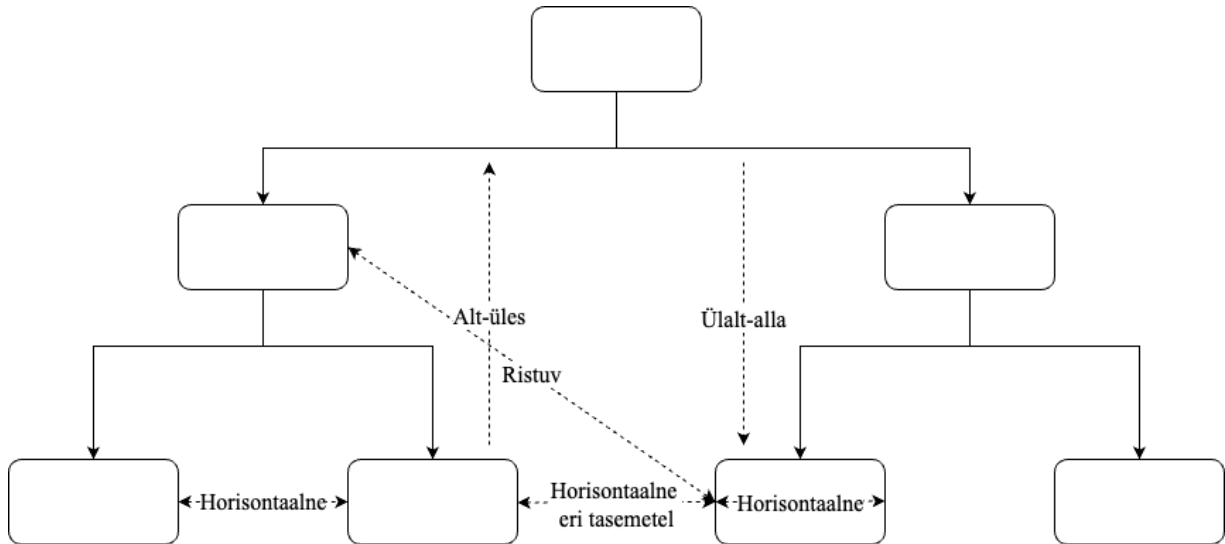 Alt-üles
Ülalt-alla
Ristuv
Horisontaalne
Horisontaalne
eri tasemetel
Horisontaalne